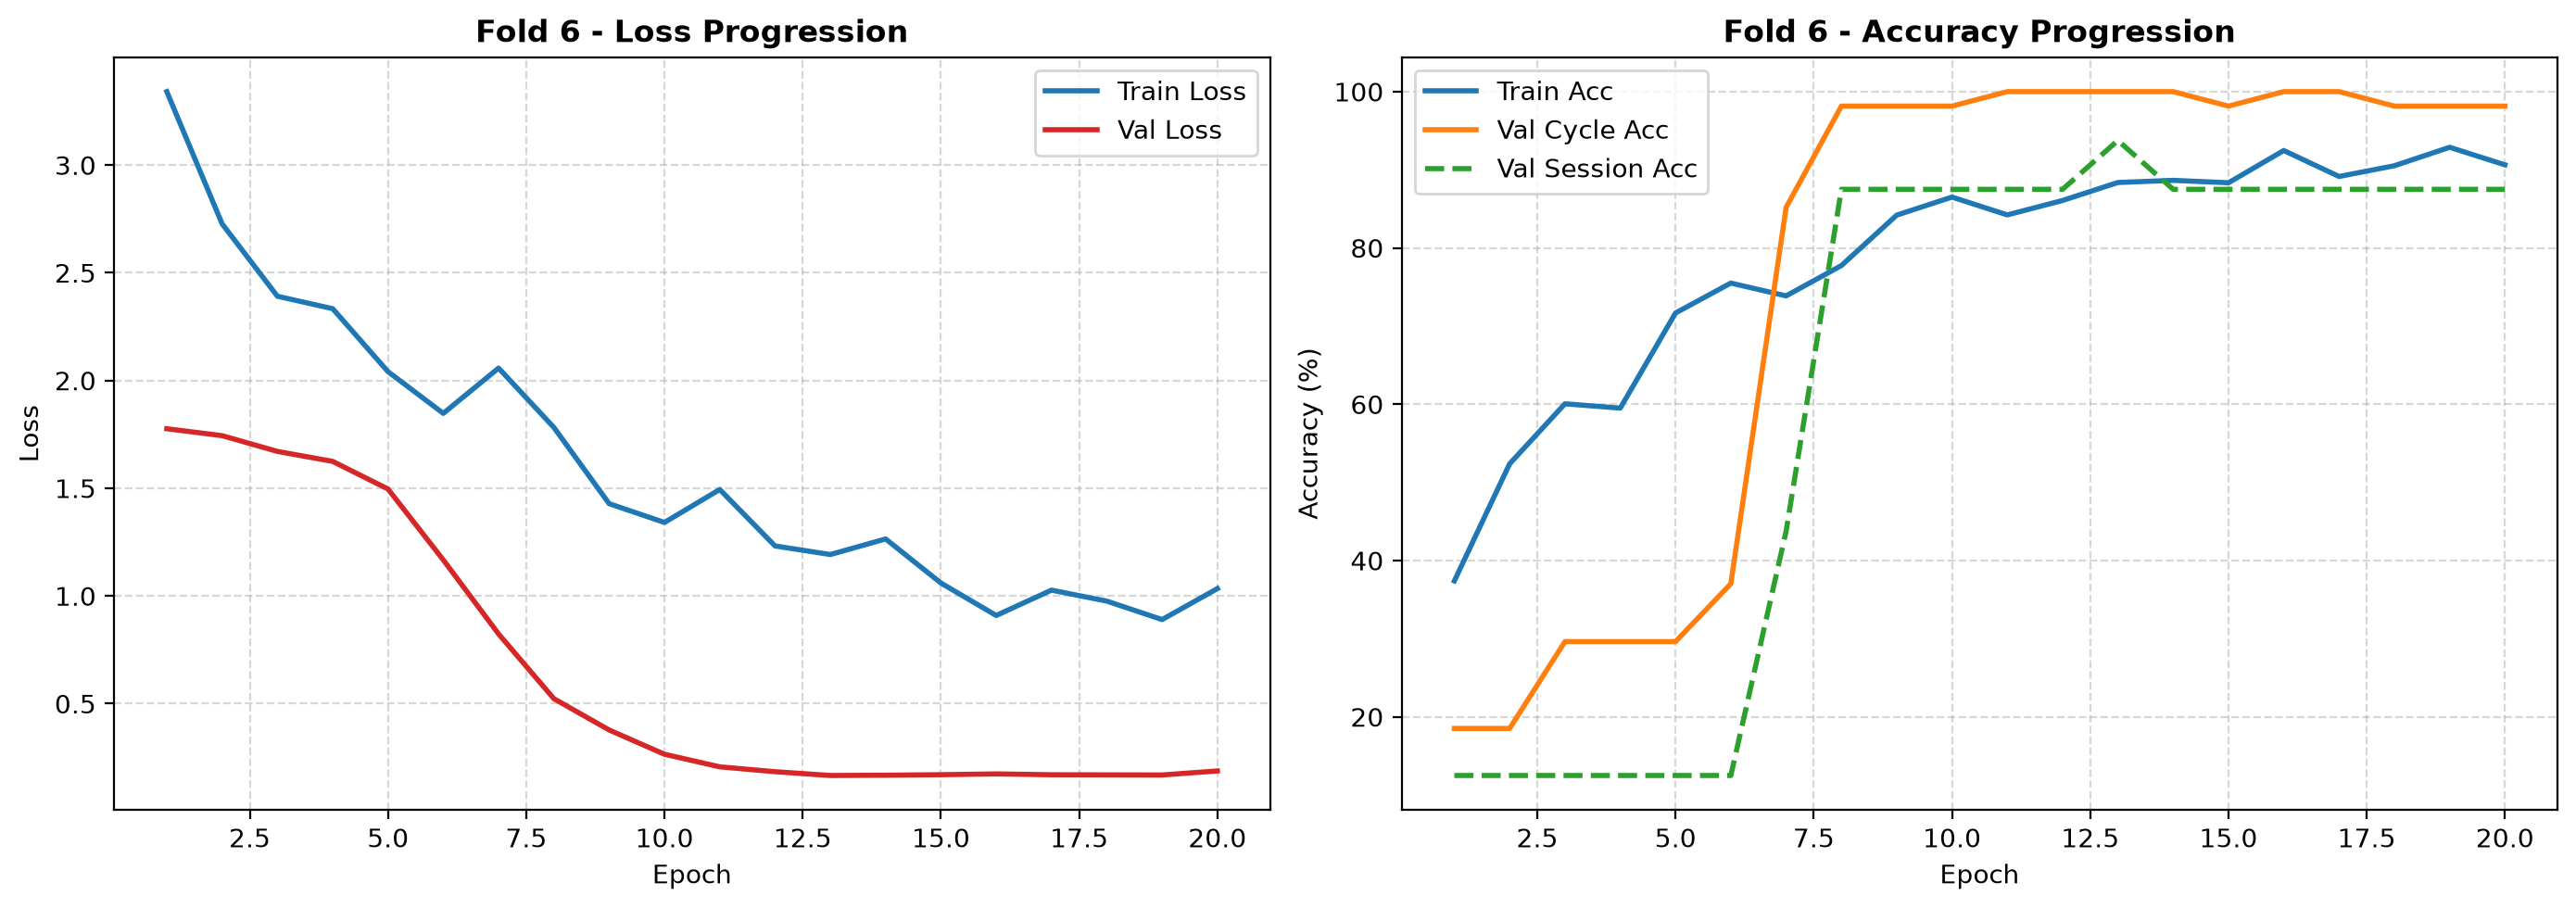 Fold 6 - Loss Progression
Train Loss
Val Loss
Loss
3.0
2.5
2.0
1.5
1.0
0.5
2.5 5.0 7.5 10.0 12.5 15.0 17.5 20.0
Epoch
Fold 6 - Accuracy Progression
Train Acc
Val Cycle Acc
Val Session Acc
Accuracy (%)
100
80
60
40
20
2.5 5.0 7.5 10.0 12.5 15.0 17.5 20.0
Epoch